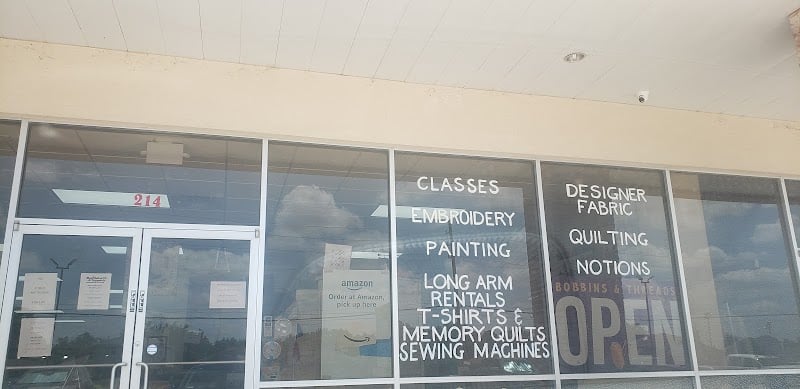 214
CLASSES
EMBROIDERY
PAINTING
LONG ARM
RENTALS
T-SHIRTS &
MEMORY QUILTS
SEWING MACHINES
DESIGNER
FABRIC
QUILTING
NOTIONS
BOBBINS & THREADS
OPEN
amazon
Order at Amazon,
pick up here